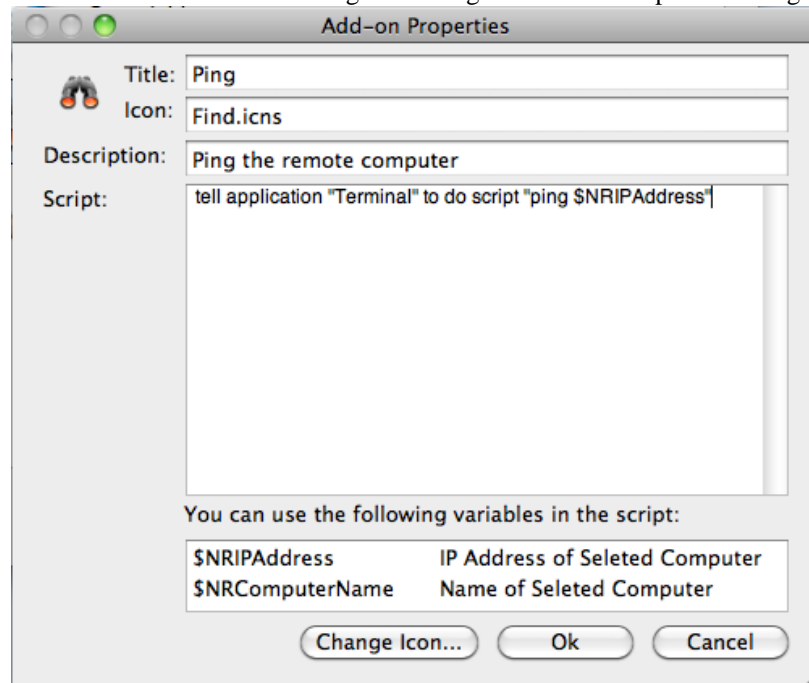 Add-on Properties
Title: Ping
Icon: Find.icns
Description: Ping the remote computer
Script: tell application "Terminal" to do script "ping $NRIPAddress"
You can use the following variables in the script:
$NRIPAddress IP Address of Seleted Computer
$NRComputerName Name of Seleted Computer
Change Icon... Ok Cancel